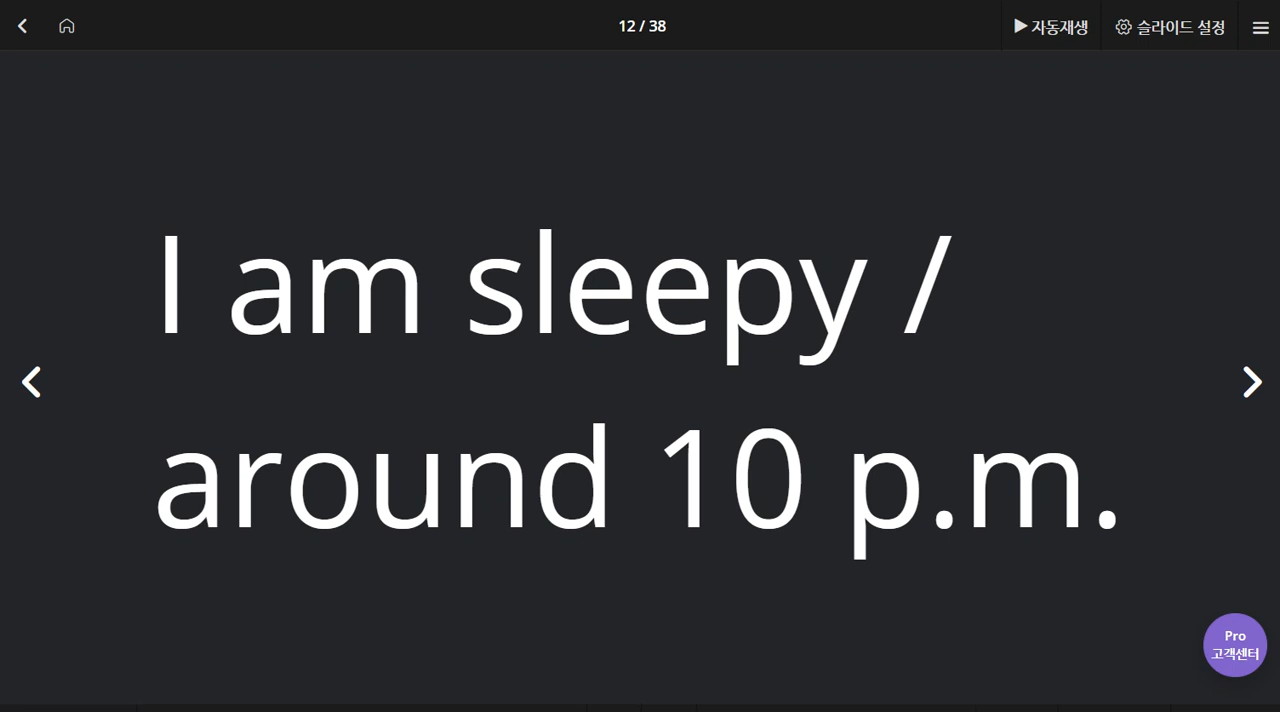 12 / 38
▶ 자동재생
슬라이드 설정
I am sleepy /
around 10 p.m.
Pro
고객센터